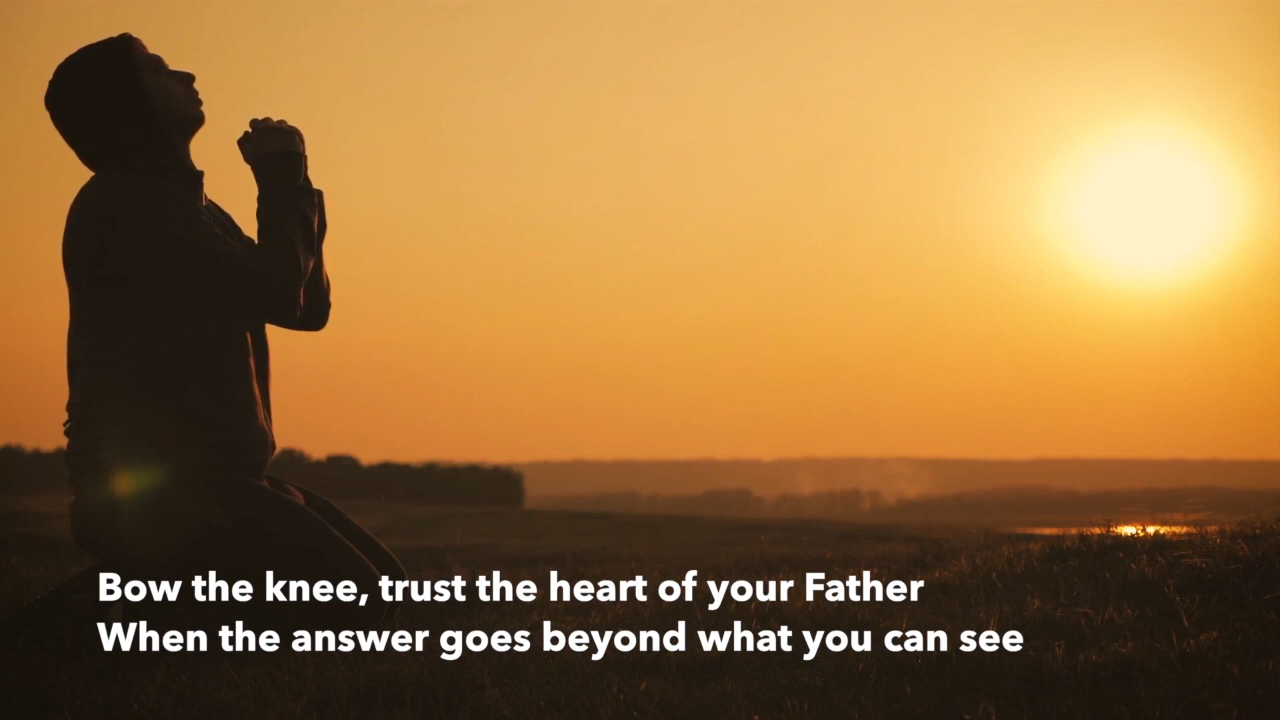 Bow the knee, trust the heart of your Father
When the answer goes beyond what you can see